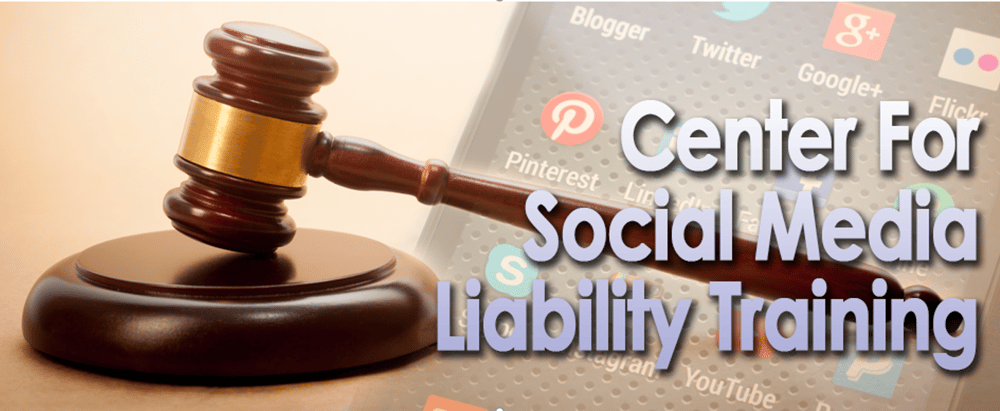 Blogger
Twitter
Google+
Flickr
Pinterest
Center For
Social Media
Liability Training
YouTube